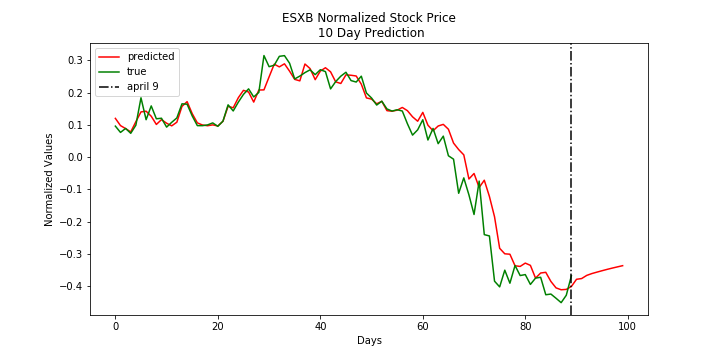 ESXB Normalized Stock Price
10 Day Prediction
predicted
true
april 9
0.3
0.2
0.1
0.0
−0.1
−0.2
−0.3
−0.4
Normalized Values
0
20
40
60
80
100
Days